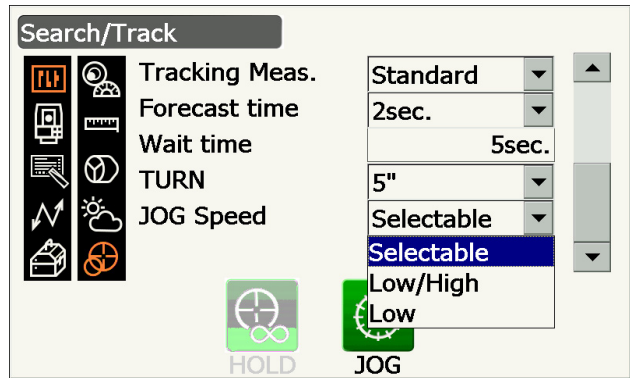 Search/Track
Tracking Meas. Standard
Forecast time 2sec.
Wait time 5sec.
TURN 5"
JOG Speed Selectable
Selectable
Low/High
Low
HOLD JOG